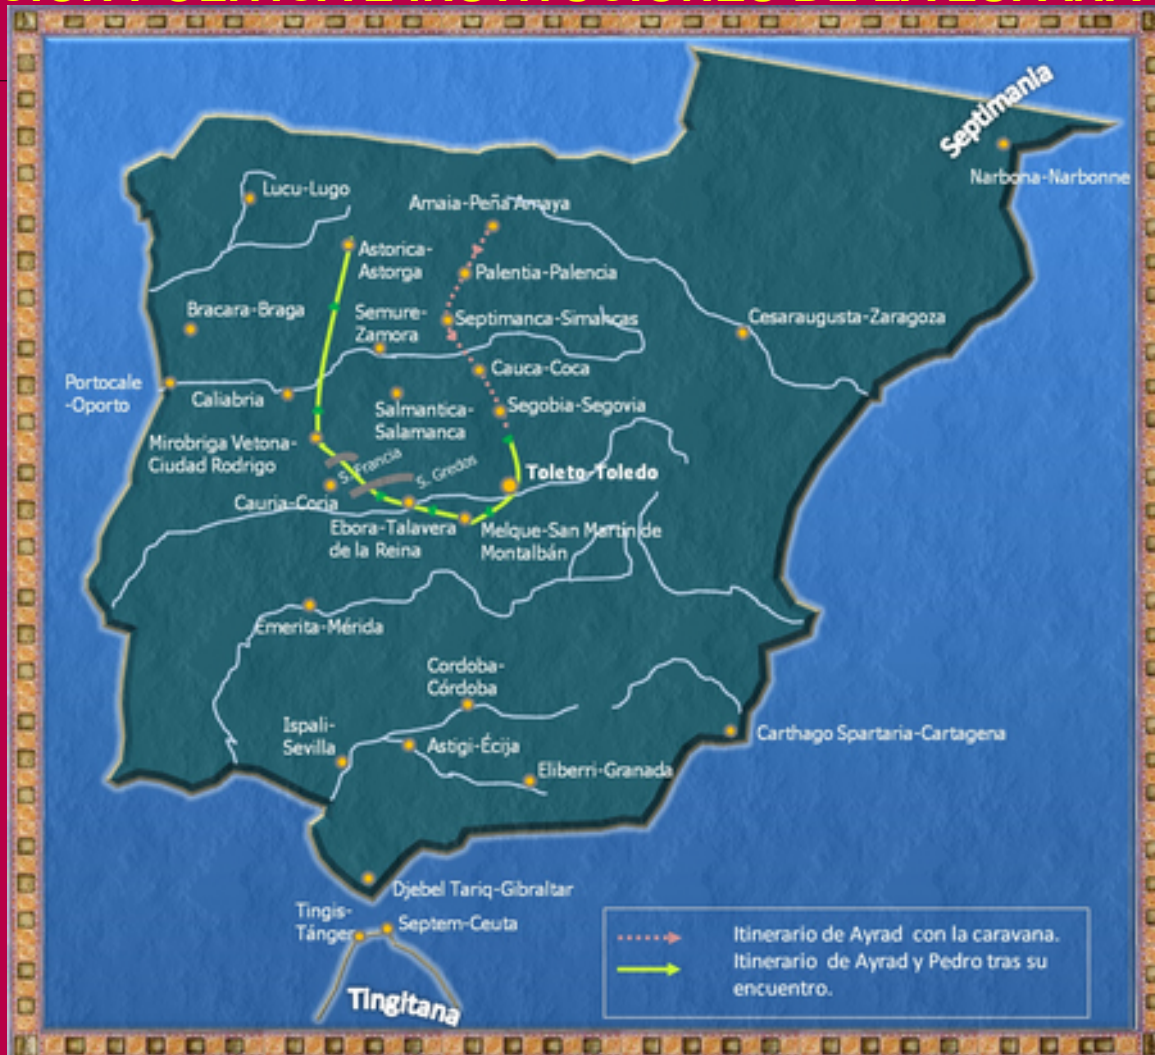 Septimania
Narbona-Narbonne
Lucu-Lugo
Amaia-Peña Amaya
Astorica-
Astorga
Palentia-Palencia
Bracara-Braga
Semure-
Zamora
Septimanca-Simancas
Cesaraugusta-Zaragoza
Portocale
-Oporto
Caliabria
Cauca-Coca
Salmantica-
Salamanca
Segobia-Segovia
Mirobriga Vetona-
Ciudad Rodrigo
S. Francia
S. Gredos
Toleto-Toledo
Cauria-Coria
Ebora-Talavera
de la Reina
Melque-San Martín de
Montalbán
Emerita-Mérida
Cordoba-
Córdoba
Ispali-
Sevilla
Astigi-Écija
Carthago Spartaria-Cartagena
Eliberri-Granada
Djebel Tariq-Gibraltar
Tingis-
Tánger
Septem-Ceuta
Tingitana
Itinerario de Ayrad con la caravana.
Itinerario de Ayrad y Pedro tras su
encuentro.